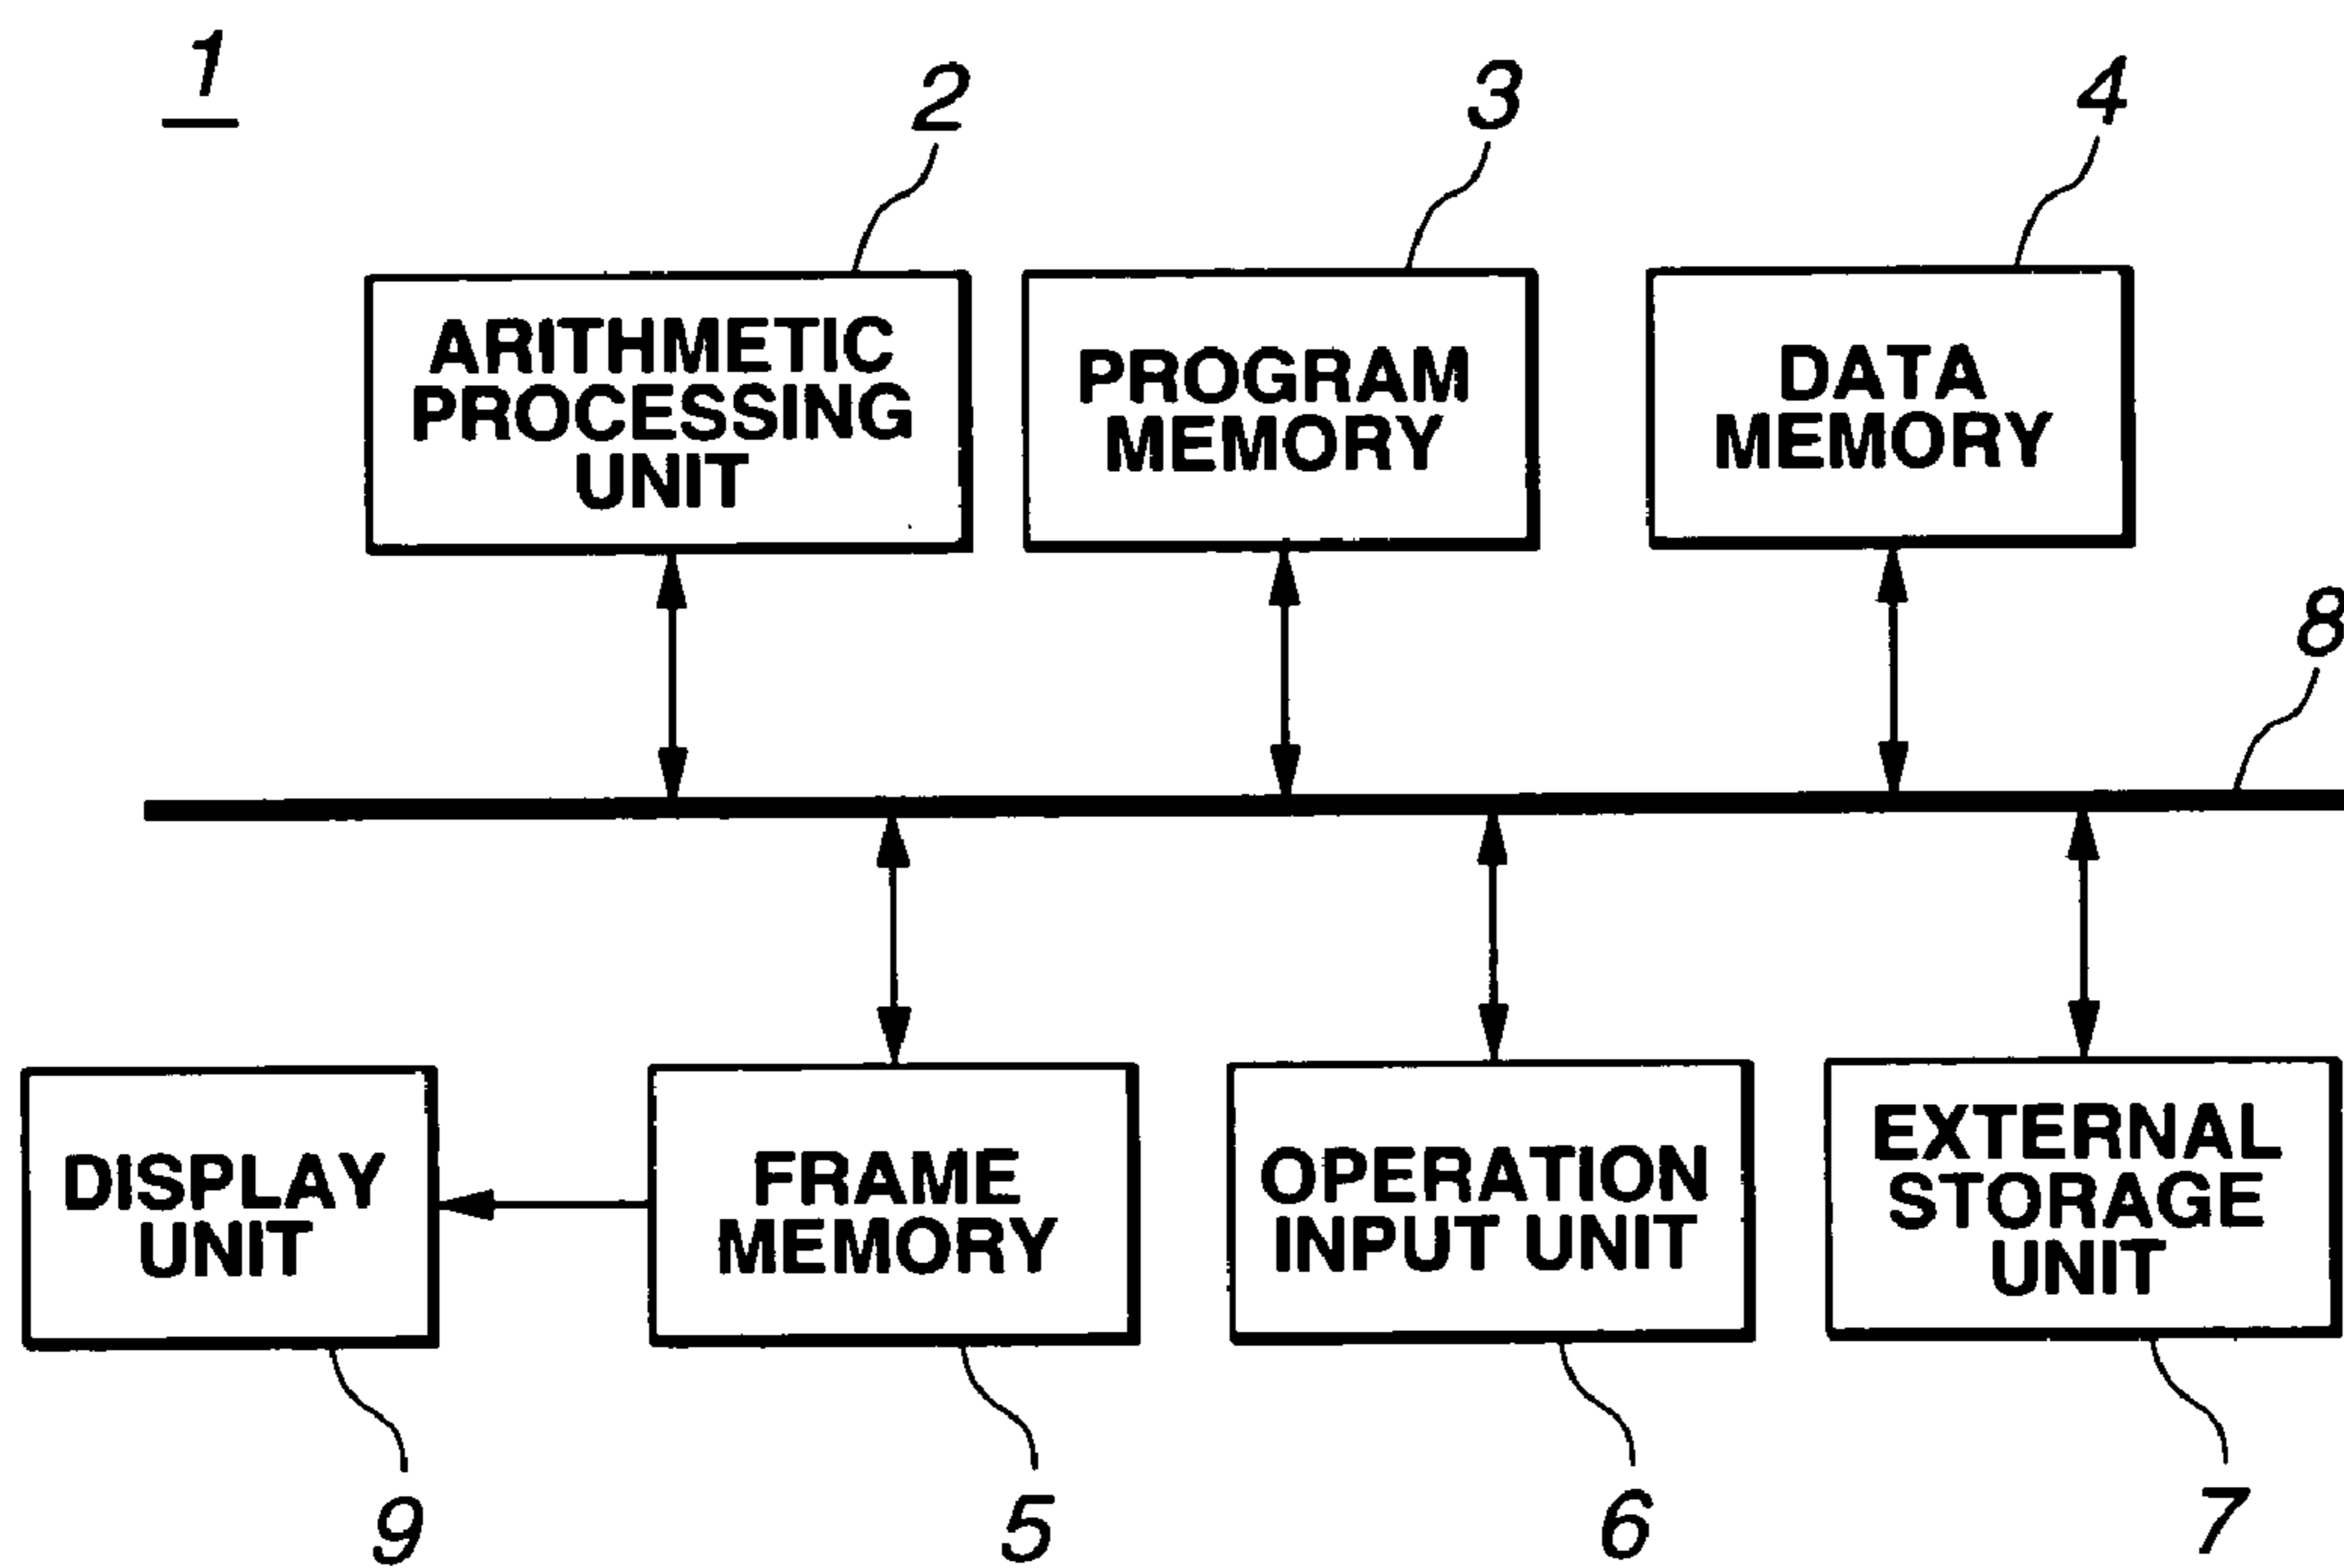 1
2
3
4
ARITHMETIC
PROCESSING
UNIT
PROGRAM
MEMORY
DATA
MEMORY
8
DISPLAY
UNIT
FRAME
MEMORY
OPERATION
INPUT UNIT
EXTERNAL
STORAGE
UNIT
9
5
6
7